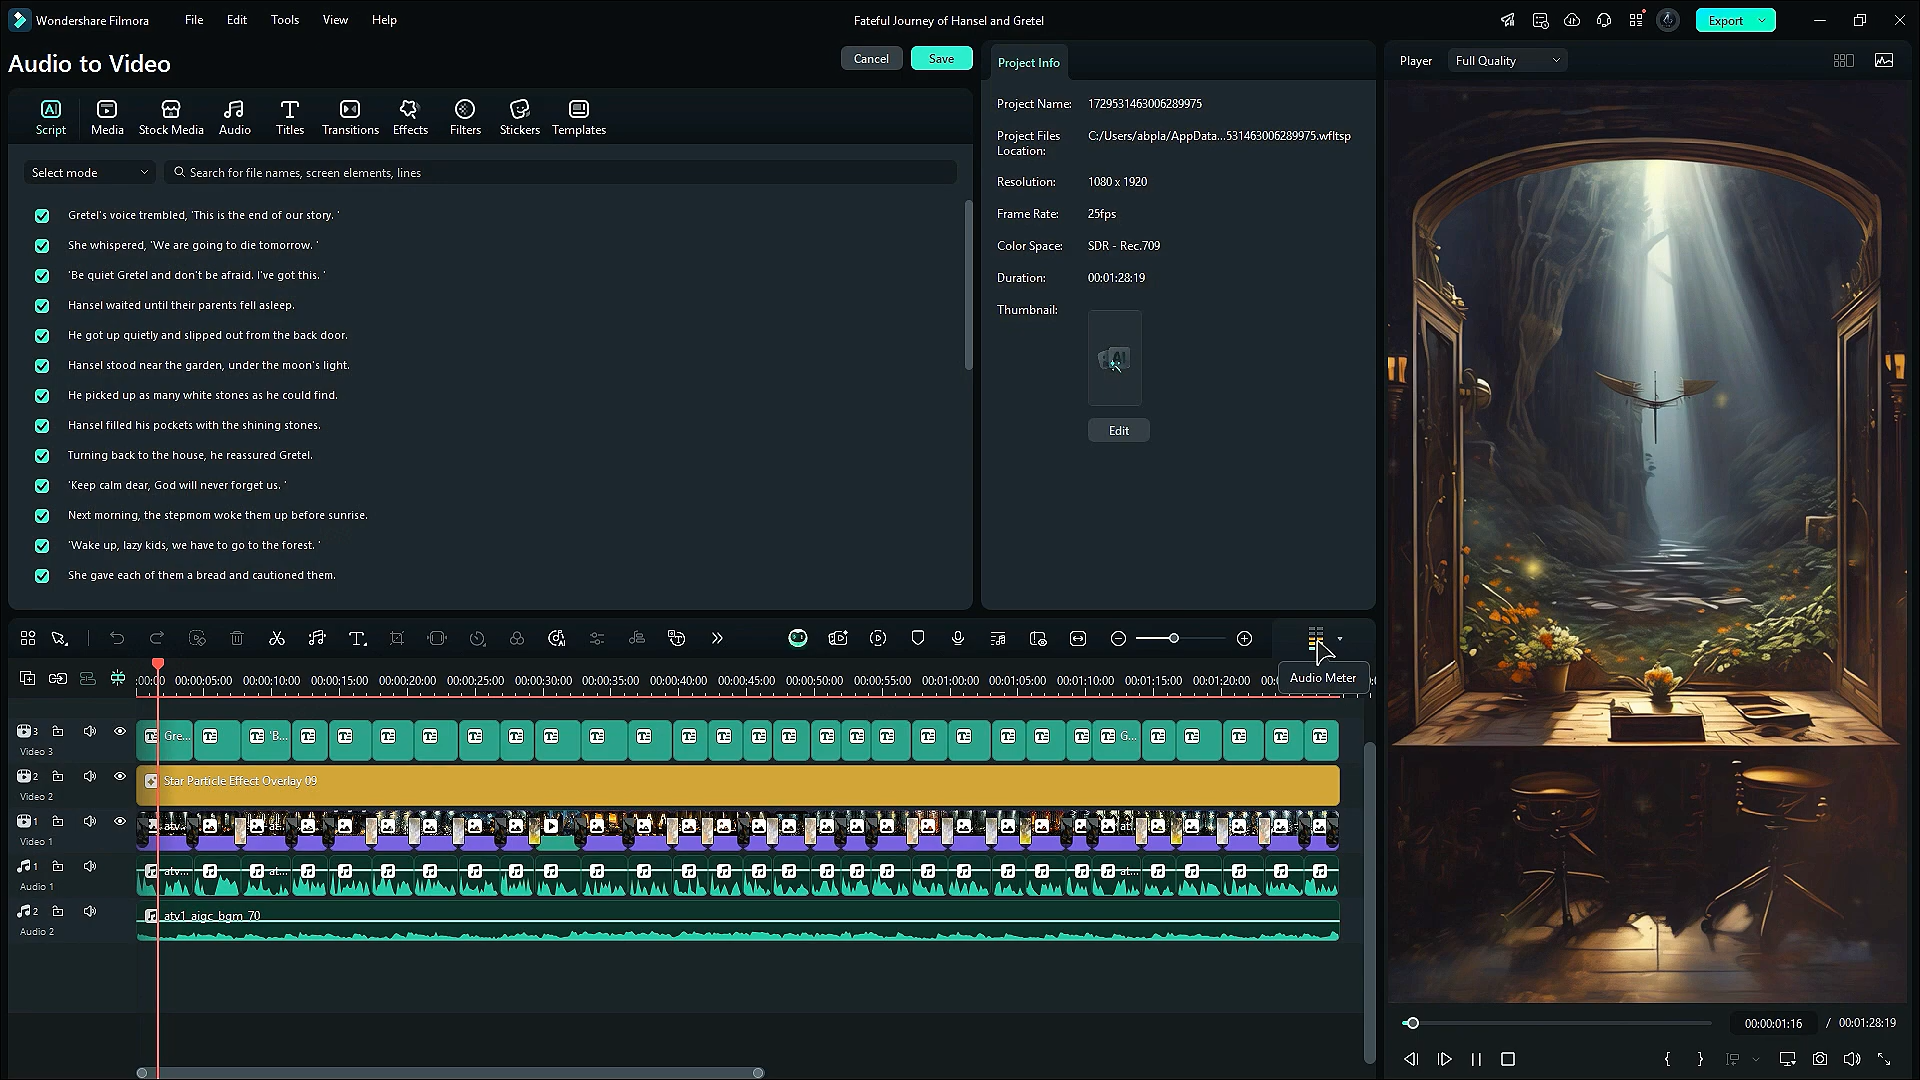 Wondershare Filmora
File
Edit
Tools
View
Help
Fateful Journey of Hansel and Gretel
Export
Audio to Video
Cancel
Save
Script
Media
Stock Media
Audio
Titles
Transitions
Effects
Filters
Stickers
Templates
Select mode
Search for file names, screen elements, lines
Gretel's voice trembled, 'This is the end of our story. '
She whispered, 'We are going to die tomorrow. '
'Be quiet Gretel and don't be afraid. I've got this. '
Hansel waited until their parents fell asleep.
He got up quietly and slipped out from the back door.
Hansel stood near the garden, under the moon's light.
He picked up as many white stones as he could find.
Hansel filled his pockets with the shining stones.
Turning back to the house, he reassured Gretel.
'Keep calm dear, God will never forget us. '
Next morning, the stepmom woke them up before sunrise.
'Wake up, lazy kids, we have to go to the forest. '
She gave each of them a bread and cautioned them.
Project Info
Project Name: 1729531463006289975
Project Files Location: C:/Users/abpla/AppData...531463006289975.wfltsp
Resolution: 1080 x 1920
Frame Rate: 25fps
Color Space: SDR - Rec.709
Duration: 00:01:28:19
Thumbnail:
AI
Edit
Player
Full Quality
Audio Meter
:00:00 00:00:05:00 00:00:10:00 00:00:15:00 00:00:20:00 00:00:25:00 00:00:30:00 00:00:35:00 00:00:40:00 00:00:45:00 00:00:50:00 00:00:55:00 00:01:00:00 00:01:05:00 00:01:10:00 00:01:15:00 00:01:20:00
3
Video 3
Gre...
'B...
G...
2
Video 2
Star Particle Effect Overlay 09
1
Video 1
atv...
at...
1
Audio 1
atv...
at...
at...
2
Audio 2
atv1_aigc_bgm_70
00:00:01:16 / 00:01:28:19